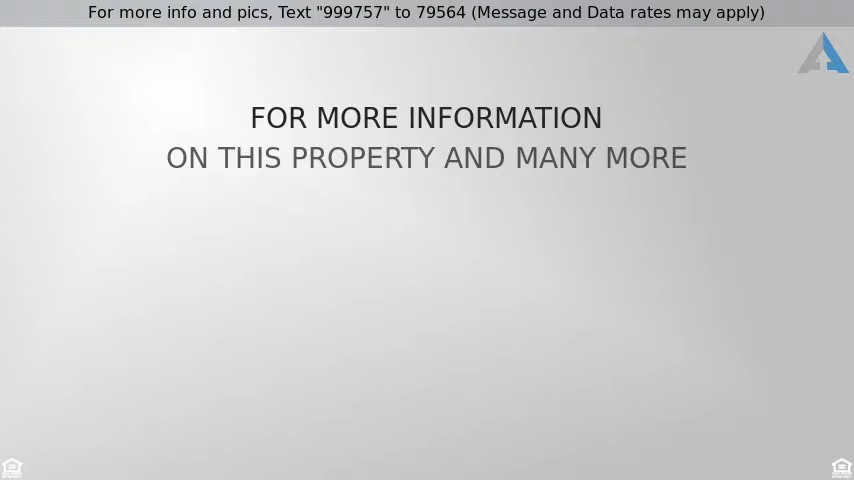 For more info and pics, Text "999757" to 79564 (Message and Data rates may apply)
FOR MORE INFORMATION
ON THIS PROPERTY AND MANY MORE